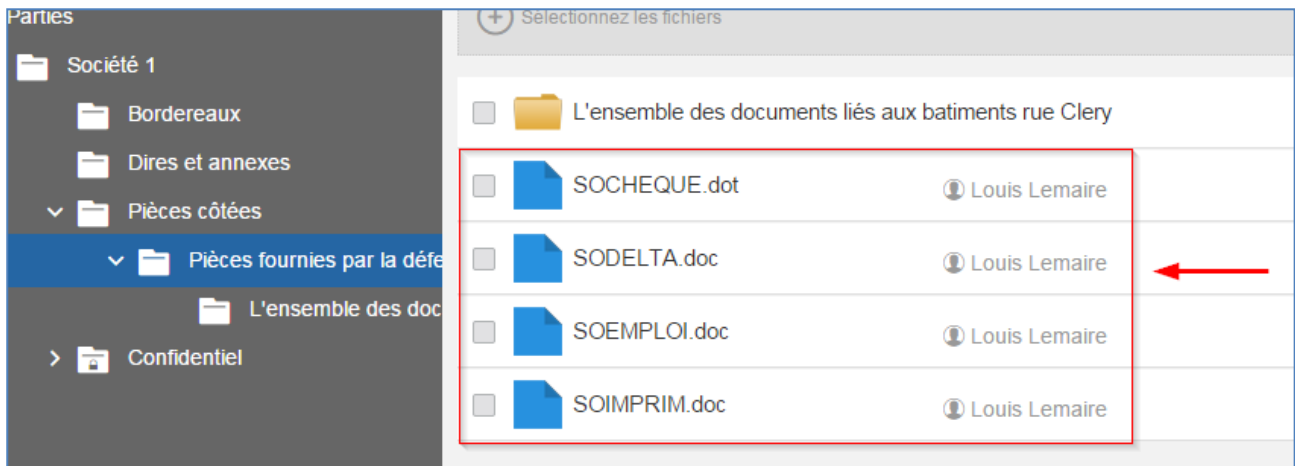 Parties
Société 1
Bordereaux
Dires et annexes
Pièces côtées
Pièces fournies par la défe
L'ensemble des doc
Confidentiel
Sélectionnez les fichiers
L'ensemble des documents liés aux batiments rue Clery
SOCHEQUE.dot Louis Lemaire
SODELTA.doc Louis Lemaire
SOEMPLOI.doc Louis Lemaire
SOIMPRIM.doc Louis Lemaire